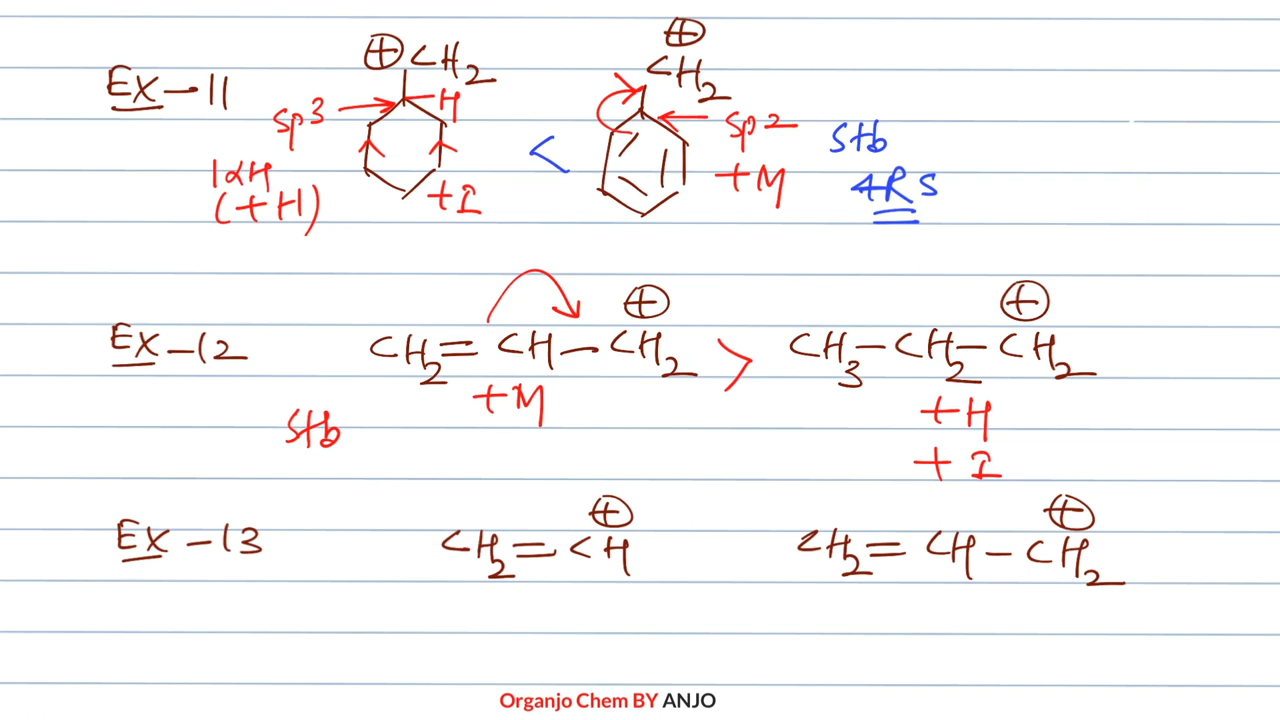 EX-11 ⊕CH2 H sp3 1αH (+H) +I < ⊕ CH2 sp2 +M Stb 4RS
EX-12 CH2=CH-CH2 ⊕ +M > CH3-CH2-CH2 ⊕ +H +I
Stb
EX-13 CH2=CH ⊕ CH2=CH-CH2 ⊕
Organjo Chem BY ANJO